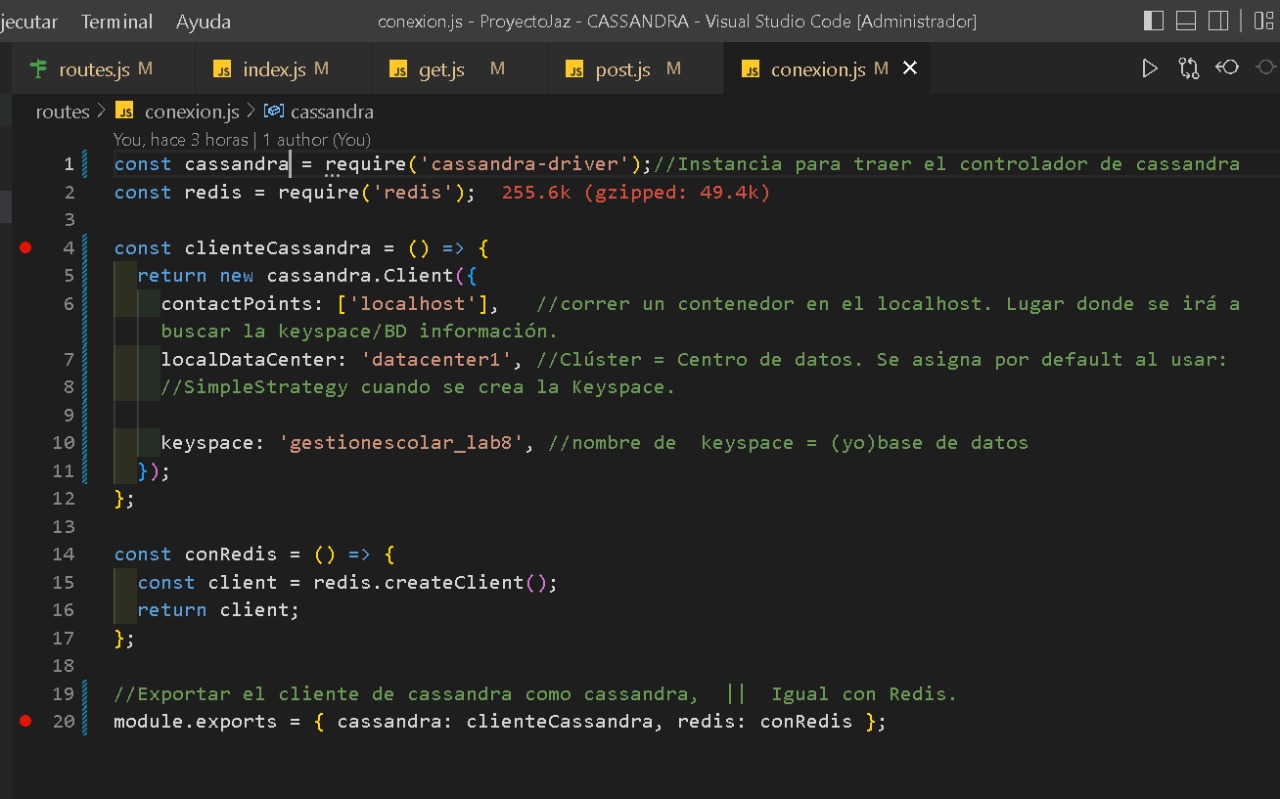 jecutar Terminal Ayuda conexion.js - ProyectoJaz - CASSANDRA - Visual Studio Code [Administrador]
routes.js M JS index.js M JS get.js M JS post.js M JS conexion.js M
routes > JS conexion.js > cassandra
You, hace 3 horas | 1 author (You)
1 const cassandra = require('cassandra-driver');//Instancia para traer el controlador de cassandra
2 const redis = require('redis'); 255.6k (gzipped: 49.4k)
3
4 const clienteCassandra = () => {
5 return new cassandra.Client({
6 contactPoints: ['localhost'], //correr un contenedor en el localhost. Lugar donde se irá a
buscar la keyspace/BD información.
7 localDataCenter: 'datacenter1', //Clúster = Centro de datos. Se asigna por default al usar:
8 //SimpleStrategy cuando se crea la Keyspace.
9
10 keyspace: 'gestionescolar_lab8', //nombre de  keyspace = (yo)base de datos
11 });
12 };
13
14 const conRedis = () => {
15 const client = redis.createClient();
16 return client;
17 };
18
19 //Exportar el cliente de cassandra como cassandra,  ||  Igual con Redis.
20 module.exports = { cassandra: clienteCassandra, redis: conRedis };